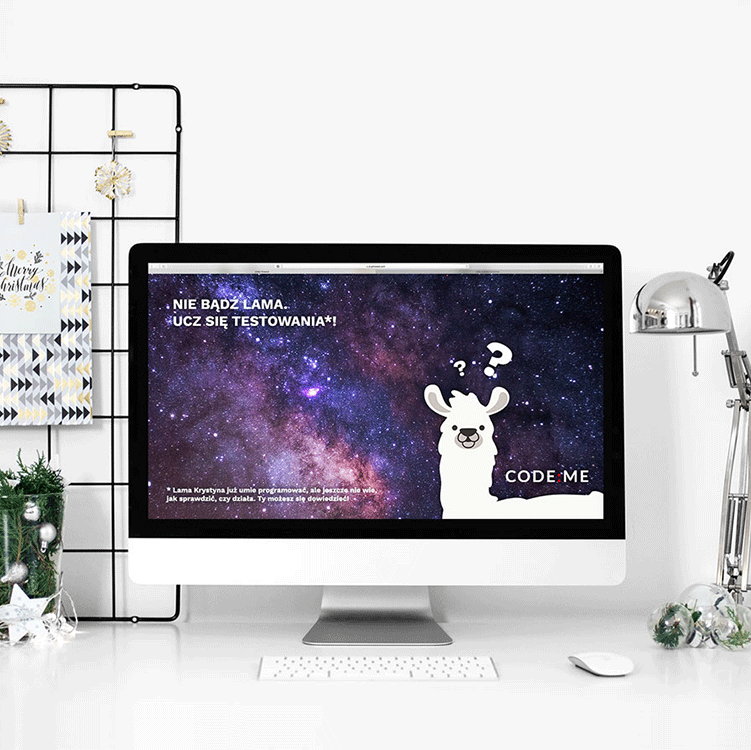 Merry
Christmas
NIE BĄDŹ LAMA.
UCZ SIĘ TESTOWANIA*!
* Lama Krystyna już umie programować, ale jeszcze nie wie,
jak sprawdzić, czy działa. Ty możesz się dowiedzieć!
CODE:ME